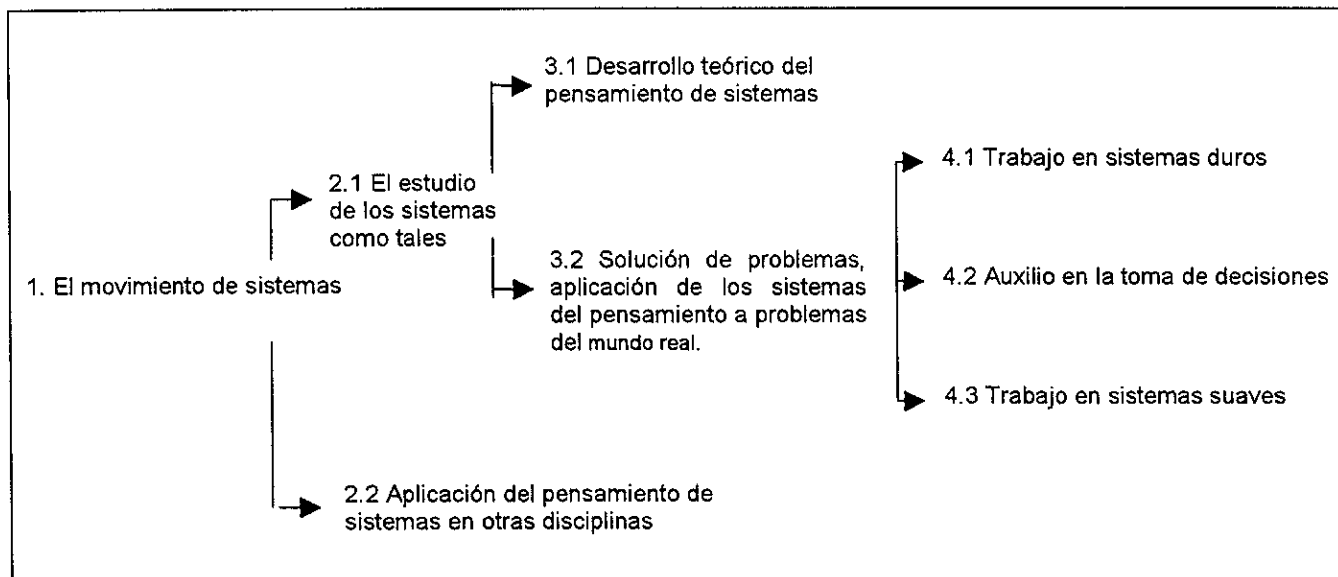 3.1 Desarrollo teórico del
pensamiento de sistemas
4.1 Trabajo en sistemas duros
2.1 El estudio
de los sistemas
como tales
3.2 Solución de problemas,
aplicación de los sistemas
del pensamiento a problemas
del mundo real.
1. El movimiento de sistemas
4.2 Auxilio en la toma de decisiones
4.3 Trabajo en sistemas suaves
2.2 Aplicación del pensamiento de
sistemas en otras disciplinas